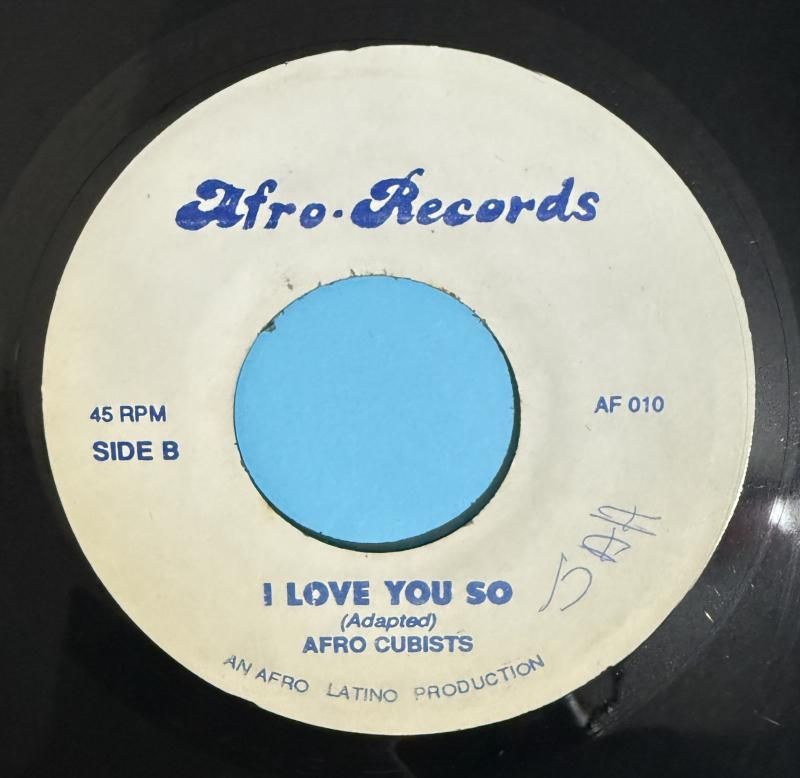 Afro-Records
45 RPM
SIDE B
AF 010
I LOVE YOU SO
(Adapted)
AFRO CUBISTS
AN AFRO LATINO PRODUCTION